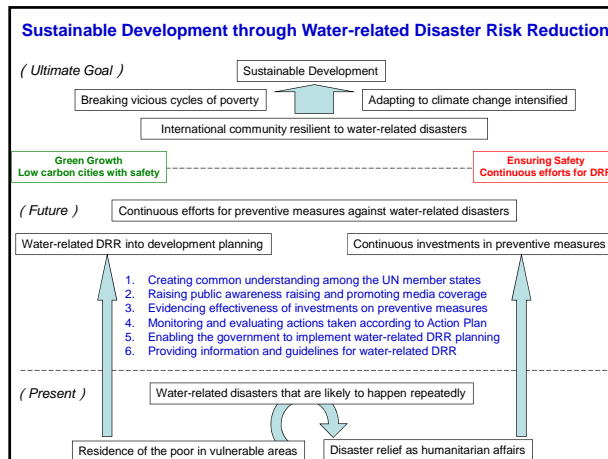 Sustainable Development through Water-related Disaster Risk Reduction
( Ultimate Goal )
Sustainable Development
Breaking vicious cycles of poverty
Adapting to climate change intensified
International community resilient to water-related disasters
Green Growth
Low carbon cities with safety
Ensuring Safety
Continuous efforts for DRR
( Future )
Continuous efforts for preventive measures against water-related disasters
Water-related DRR into development planning
Continuous investments in preventive measures
1. Creating common understanding among the UN member states
2. Raising public awareness raising and promoting media coverage
3. Evidencing effectiveness of investments on preventive measures
4. Monitoring and evaluating actions taken according to Action Plan
5. Enabling the government to implement water-related DRR planning
6. Providing information and guidelines for water-related DRR
( Present )
Water-related disasters that are likely to happen repeatedly
Residence of the poor in vulnerable areas
Disaster relief as humanitarian affairs